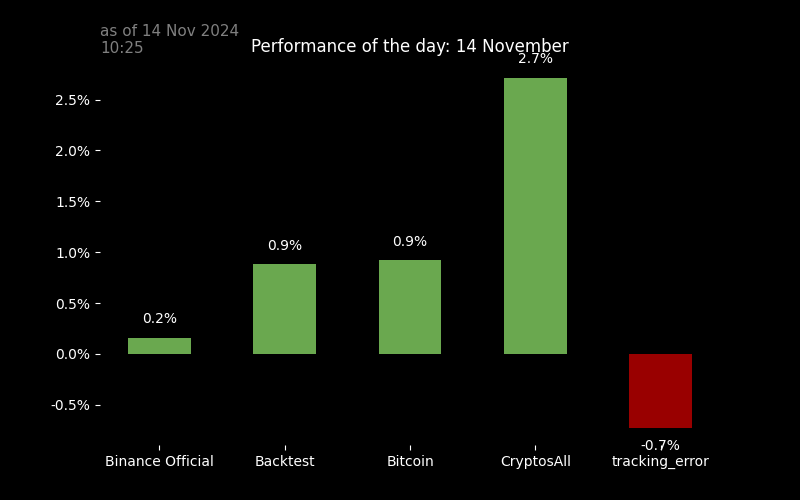 as of 14 Nov 2024
10:25
Performance of the day: 14 November
2.7%
2.5%
2.0%
1.5%
1.0%
0.5%
0.0%
-0.5%
0.9%
0.9%
0.2%
-0.7%
Binance Official
Backtest
Bitcoin
CryptosAll
tracking_error